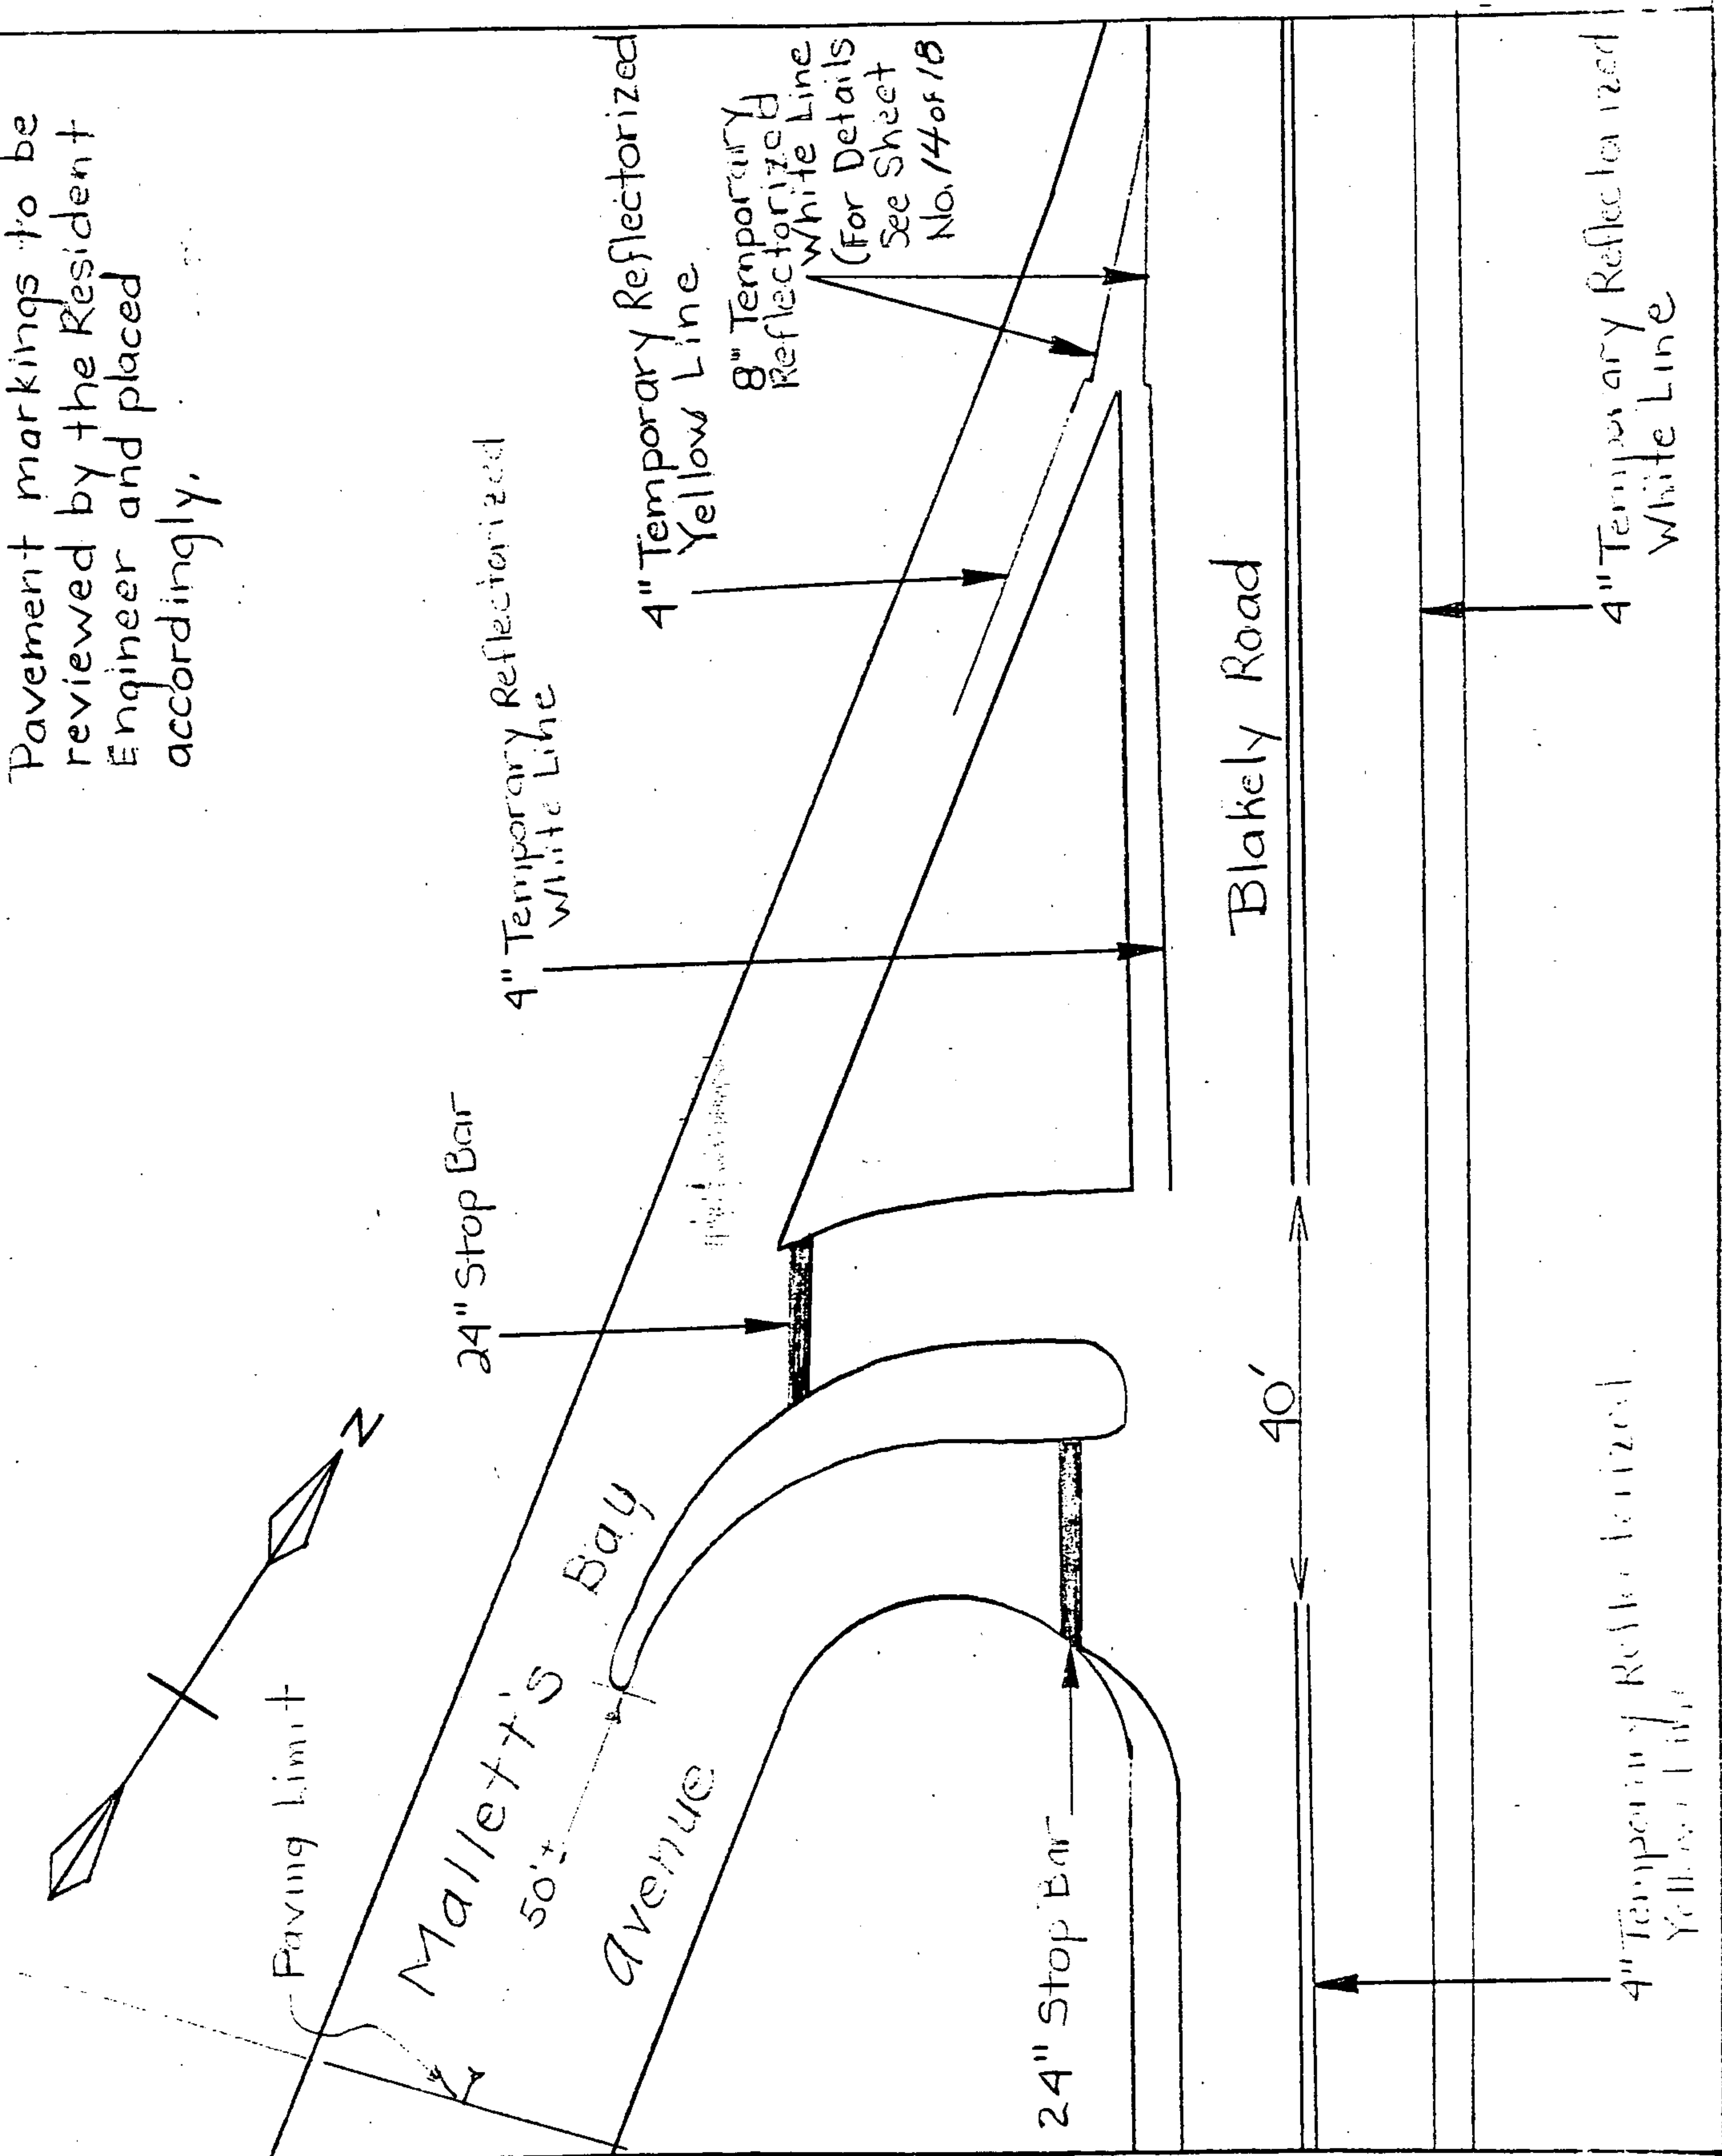 Pavement markings to be
reviewed by the Resident
Engineer and placed
accordingly.
4" Temporary Reflectorized
White Line
4" Temporary Reflectorized
Yellow Line
8" Temporary
Reflectorized
White Line
(For Details
See Sheet
No. 14 of 18
24" Stop Bar
N
Paving Limit
Mallett's Bay
50'±
avenue
Blakely Road
40'
24" Stop Bar
4" Temporary Reflectorized
Yellow Line
4" Temporary Reflectorized
White Line